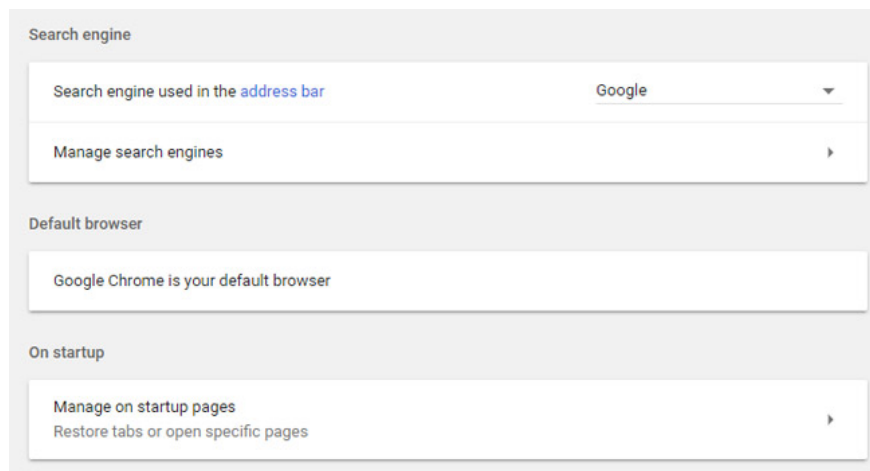 Search engine
Search engine used in the address bar
Google
Manage search engines
Default browser
Google Chrome is your default browser
On startup
Manage on startup pages
Restore tabs or open specific pages